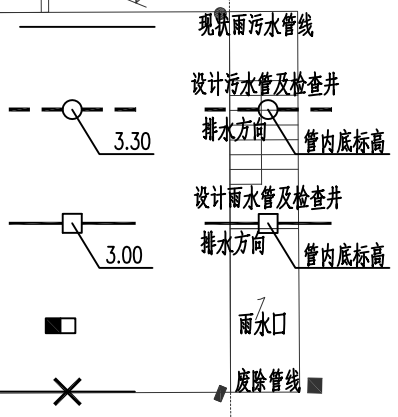 现状雨污水管线
设计污水管及检查井
3.30
排水方向
管内底标高
设计雨水管及检查井
3.00
排水方向
管内底标高
雨水口
废除管线